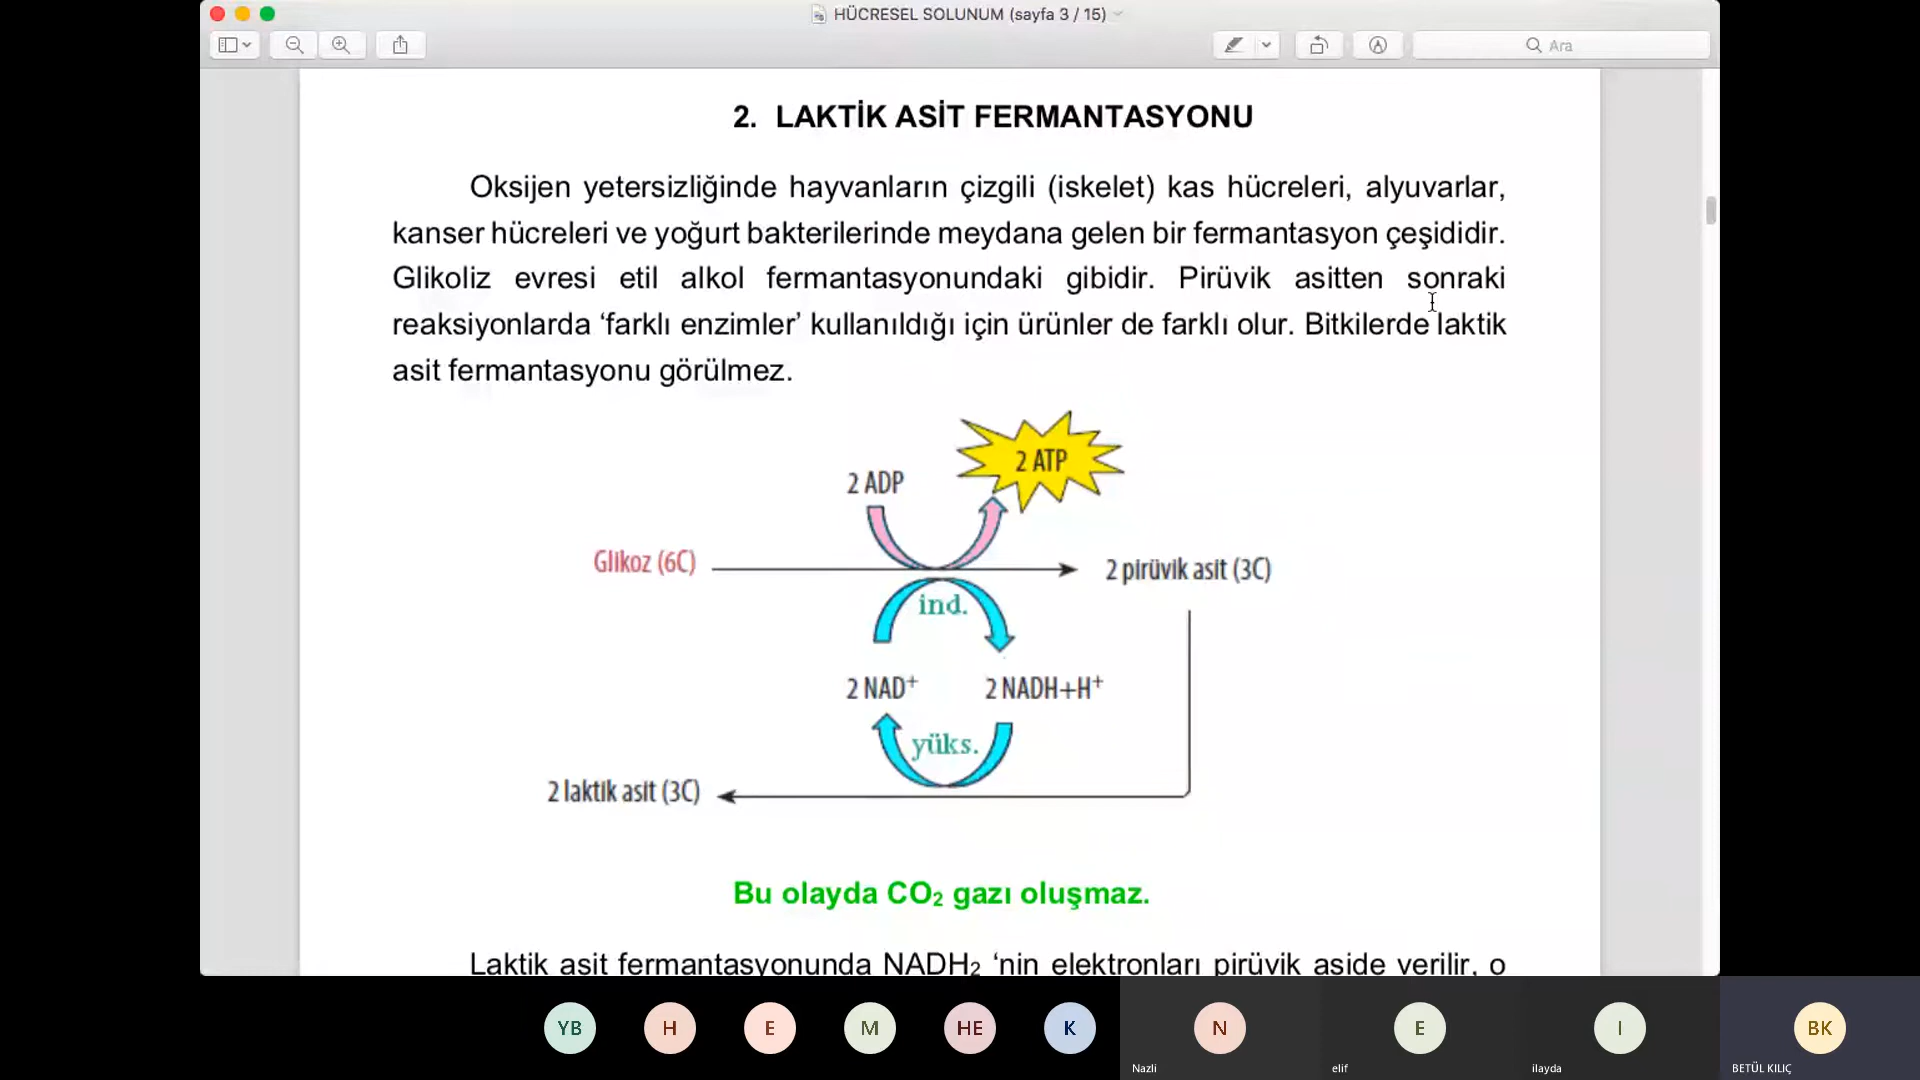 HÜCRESEL SOLUNUM (sayfa 3 / 15)
Ara
2. LAKTİK ASİT FERMANTASYONU
Oksijen yetersizliğinde hayvanların çizgili (iskelet) kas hücreleri, alyuvarlar,
kanser hücreleri ve yoğurt bakterilerinde meydana gelen bir fermantasyon çeşididir.
Glikoliz evresi etil alkol fermantasyonundaki gibidir. Pirüvik asitten sonraki
reaksiyonlarda ‘farklı enzimler’ kullanıldığı için ürünler de farklı olur. Bitkilerde laktik
asit fermantasyonu görülmez.
2 ATP
2 ADP
Glikoz (6C)
2 pirüvik asit (3C)
ind.
2 NAD⁺
2 NADH+H⁺
yüks.
2 laktik asit (3C)
Bu olayda CO₂ gazı oluşmaz.
Laktik asit fermantasyonunda NADH₂ ‘nin elektronları pirüvik aside verilir, o
YB
H
E
M
HE
K
N
E
I
BK
Nazli
elif
ilayda
BETÜL KILIÇ